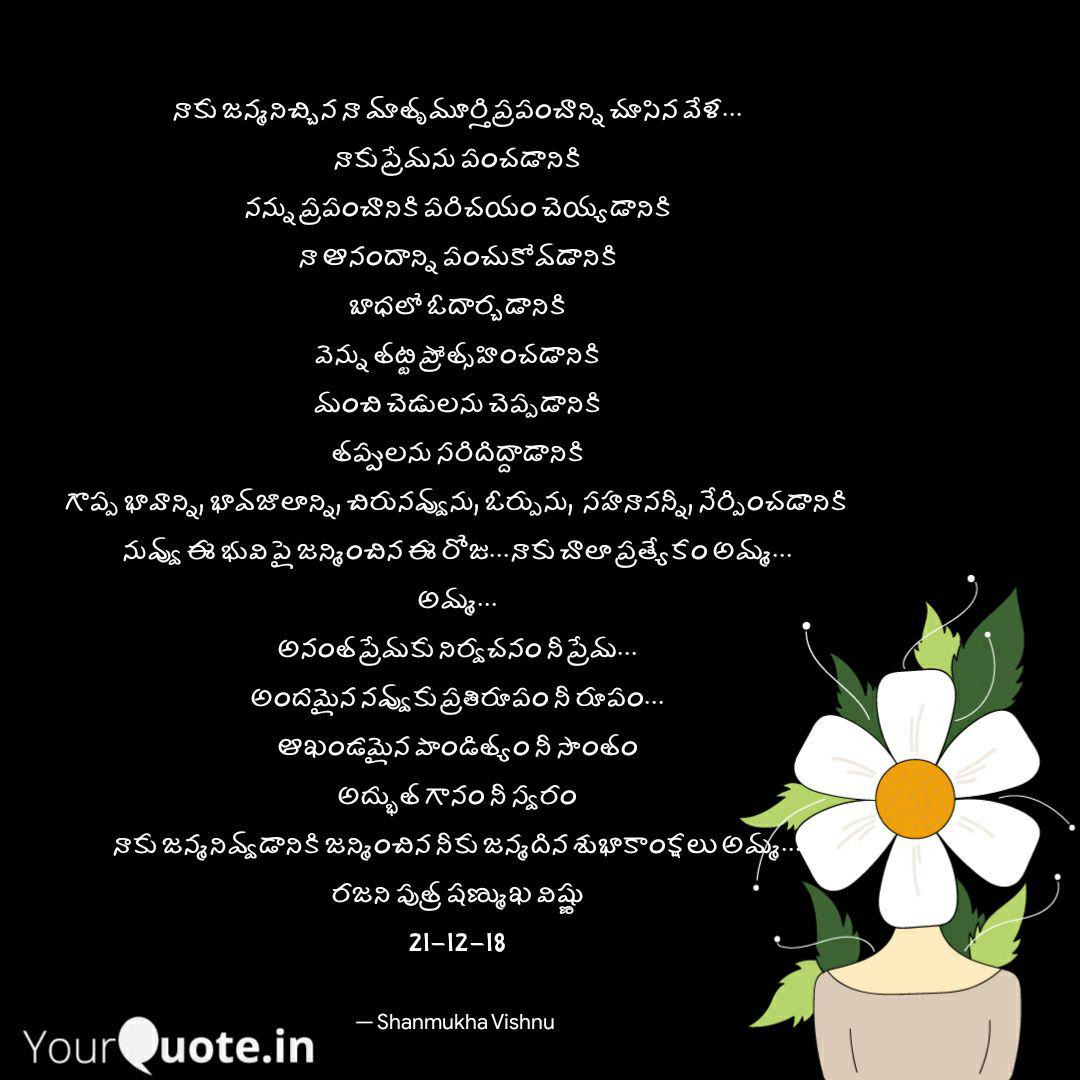 నాకు జన్మనిచ్చిన నా మాతృమూర్తి ప్రపంచాన్ని చూసిన వేళ...
నాకు ప్రేమను పంచడానికి
నన్ను ప్రపంచానికి పరిచయం చెయ్యడానికి
నా ఆనందాన్ని పంచుకోవడానికి
బాధలో ఓదార్చడానికి
వెన్ను తట్టి ప్రోత్సహించడానికి
మంచి చెడులను చెప్పడానికి
తప్పులను సరిదిద్దాడానికి
గొప్ప భావాన్ని, భావజాలాన్ని, చిరునవ్వును, ఓర్పును, సహనానన్నీ, నేర్పించడానికి
నువ్వు ఈ భువి పై జన్మించిన ఈ రోజు...నాకు చాలా ప్రత్యేకం అమ్మ...
అమ్మ...
అనంత ప్రేమకు నిర్వచనం నీ ప్రేమ...
అందమైన నవ్వుకు ప్రతిరూపం నీ రూపం...
ఆఖండమైన పాండిత్యం నీ సొంతం
అద్భుత గానం నీ స్వరం
నాకు జన్మనివ్వడానికి జన్మించిన నీకు జన్మదిన శుభాకాంక్షలు అమ్మ...
రజని పుత్ర షణ్ముఖ విష్ణు
21-12-18
— Shanmukha Vishnu
YourQuote.in